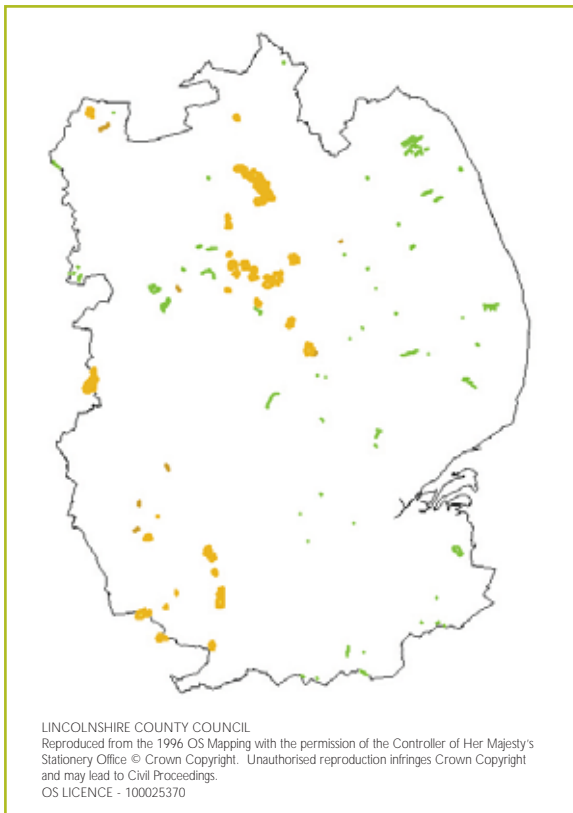 LINCOLNSHIRE COUNTY COUNCIL
Reproduced from the 1996 OS Mapping with the permission of the Controller of Her Majesty's
Stationery Office © Crown Copyright. Unauthorised reproduction infringes Crown Copyright
and may lead to Civil Proceedings.
OS LICENCE - 100025370